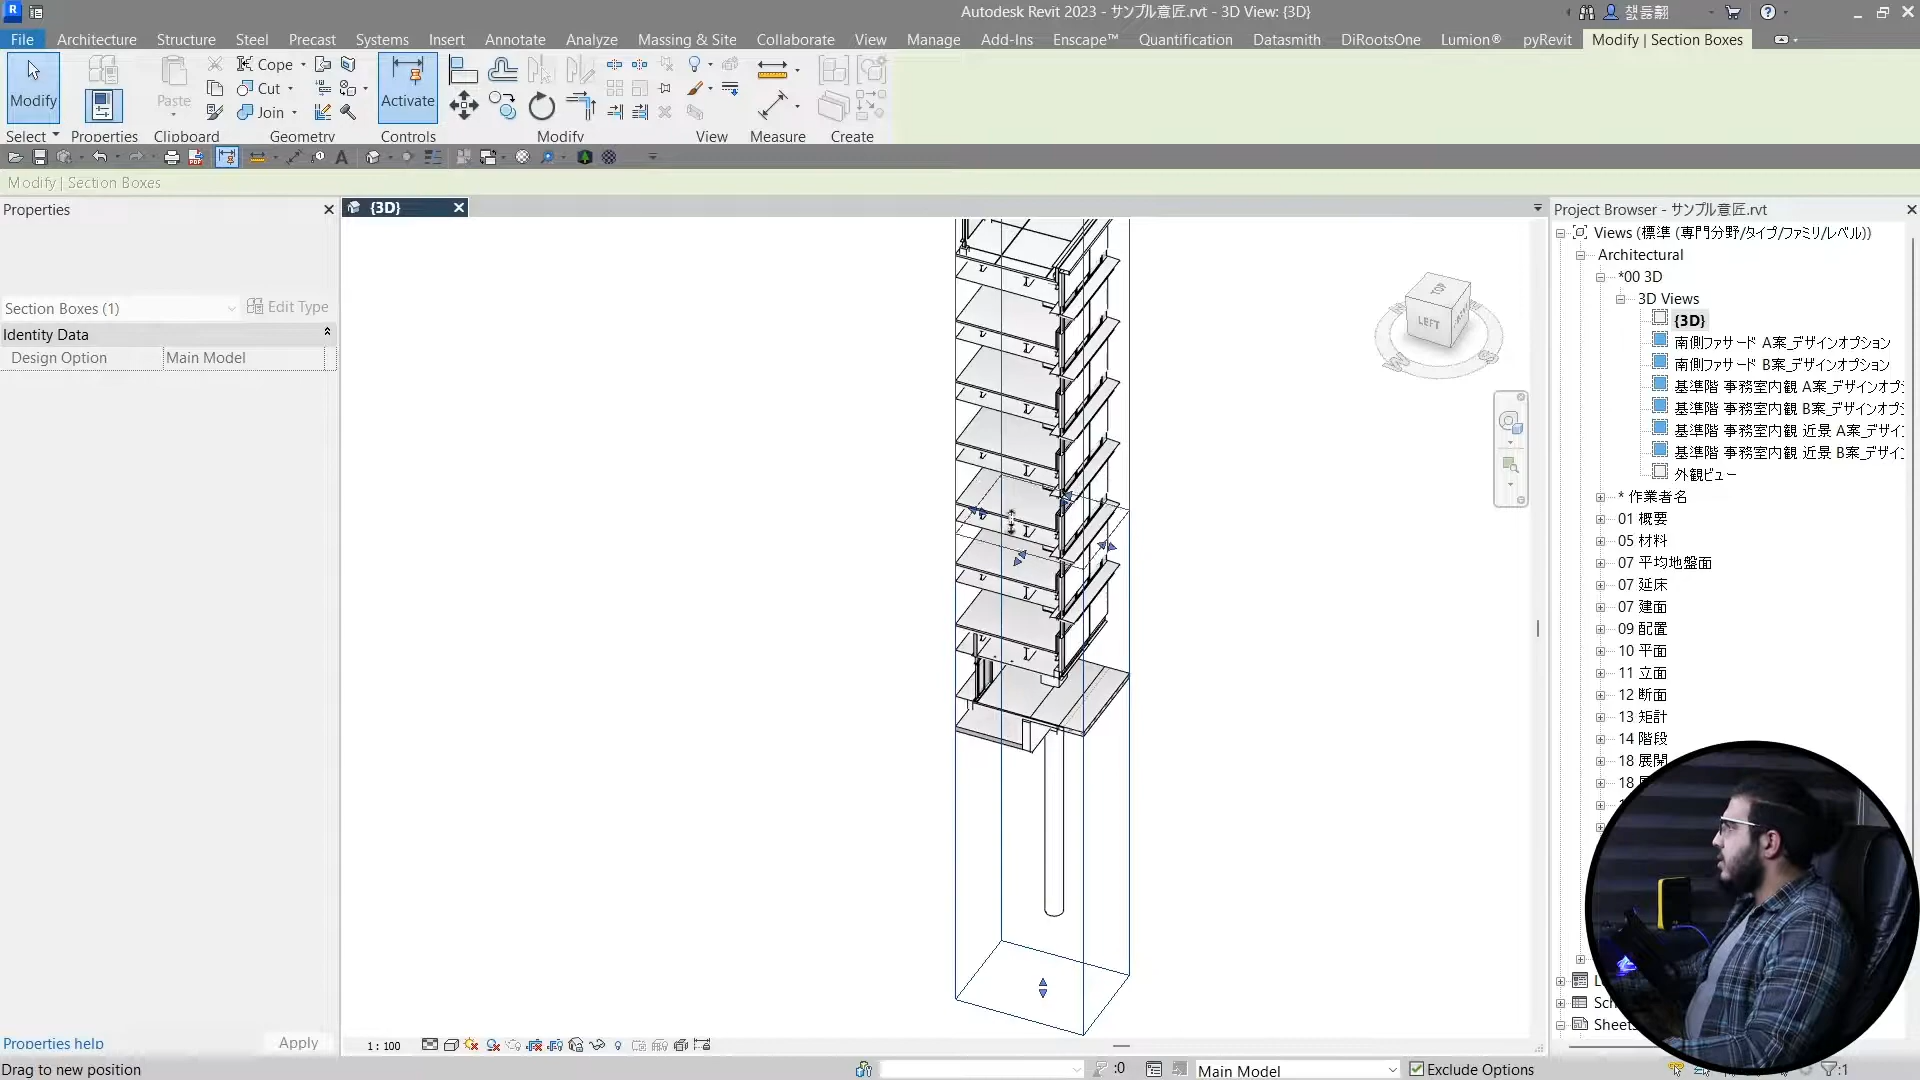 Autodesk Revit 2023 - サンプル意匠.rvt - 3D View: {3D}
File Architecture Structure Steel Precast Systems Insert Annotate Analyze Massing & Site Collaborate View Manage Add-Ins Enscape™ Quantification Datasmith DiRootsOne Lumion® pyRevit Modify | Section Boxes
Cope
Cut
Join
Modify
Paste
Activate
Select Properties Clipboard Geometry Controls Modify View Measure Create
Modify | Section Boxes
Properties
Section Boxes (1)
Edit Type
Identity Data
Design Option Main Model
Properties help
Apply
{3D}
TOP
LEFT
1 : 100
Project Browser - サンプル意匠.rvt
Views (標準 (専門分野/タイプ/ファミリ/レベル))
Architectural
*00 3D
3D Views
{3D}
南側ファサード A案_デザインオプション
南側ファサード B案_デザインオプション
基準階 事務室内観 A案_デザインオプ
基準階 事務室内観 B案_デザインオプ
基準階 事務室内観 近景 A案_デザイ
基準階 事務室内観 近景 B案_デザイ
外観ビュー
* 作業者名
01 概要
05 材料
07 平均地盤面
07 延床
07 建面
09 配置
10 平面
11 立面
12 断面
13 矩計
14 階段
18 展開
18
L
Sch
Sheets
Drag to new position
:0
Main Model
Exclude Options
:1